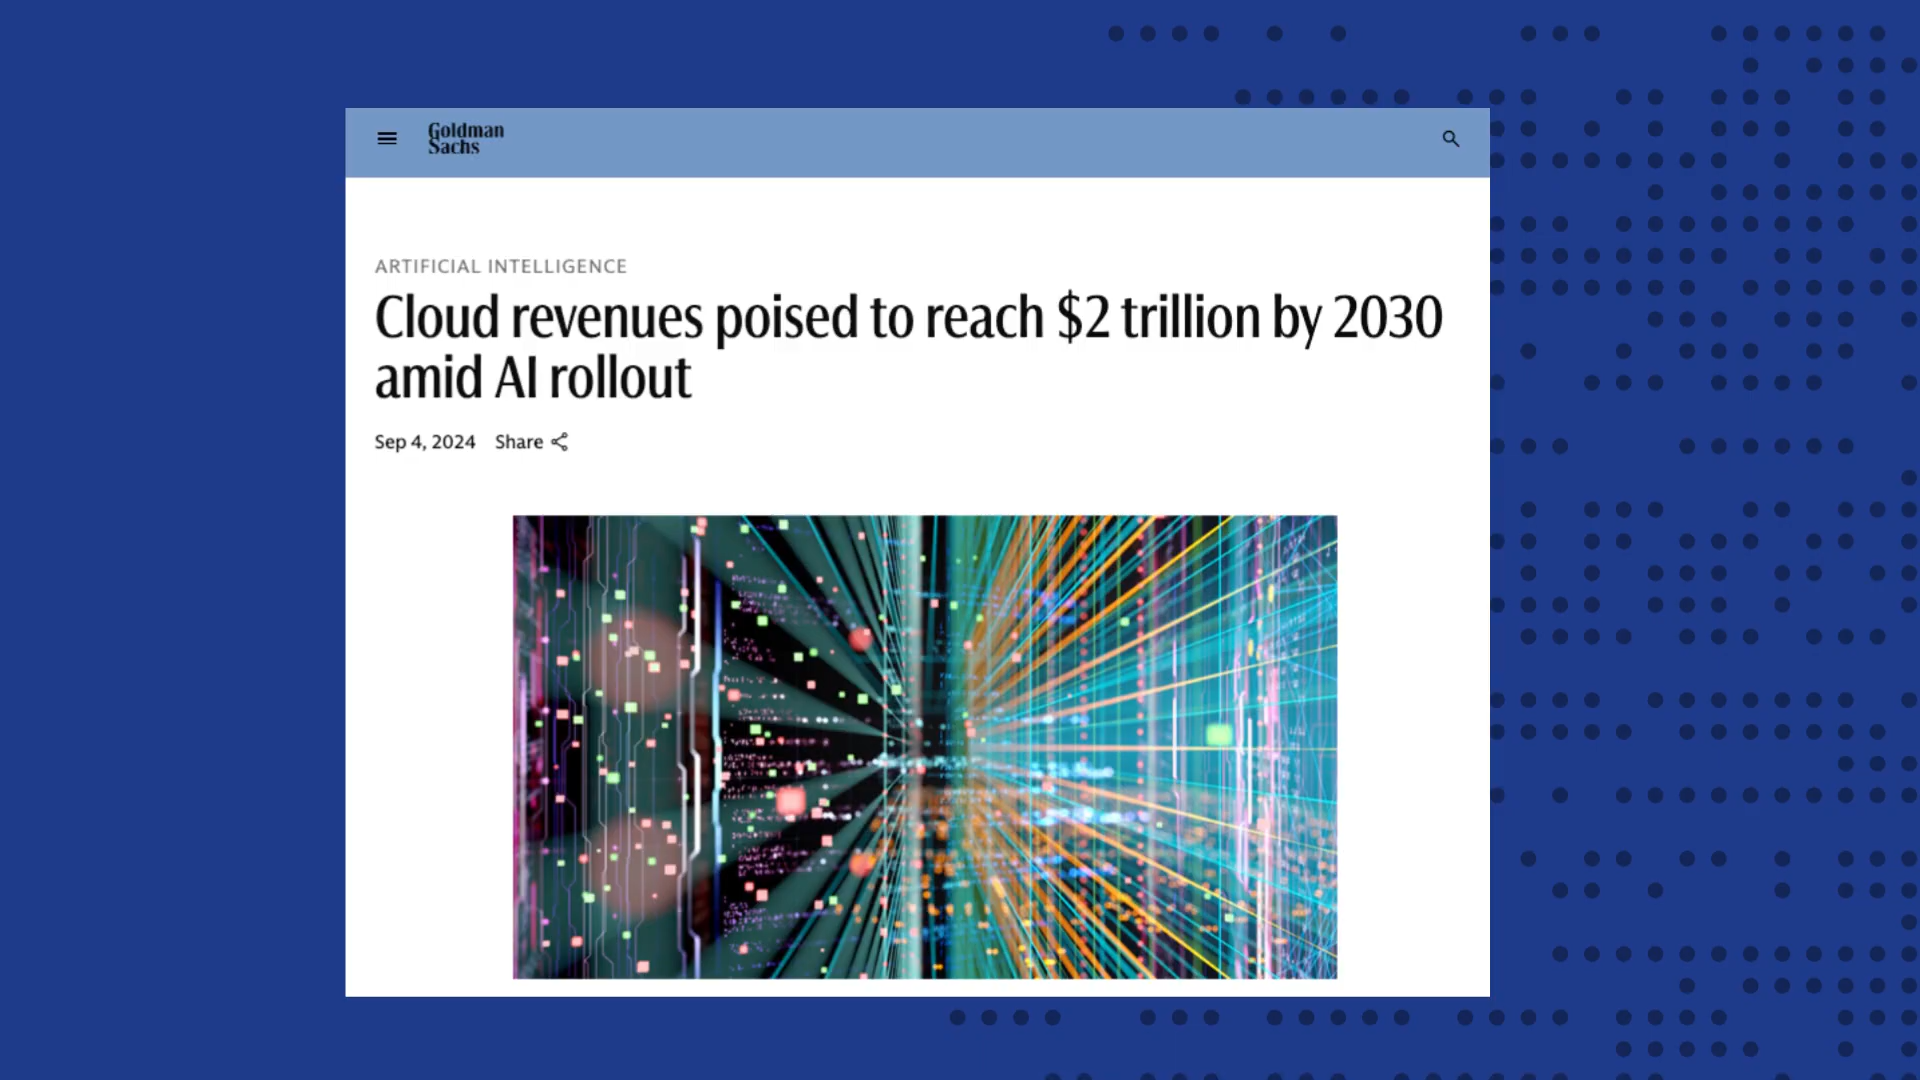 Goldman
Sachs
ARTIFICIAL INTELLIGENCE
Cloud revenues poised to reach $2 trillion by 2030
amid AI rollout
Sep 4, 2024 Share